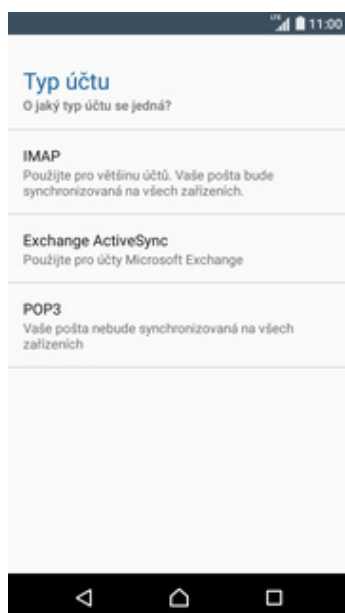 LTE 11:00
Typ účtu
O jaký typ účtu se jedná?
IMAP
Použijte pro většinu účtů. Vaše pošta bude
synchronizovaná na všech zařízeních.
Exchange ActiveSync
Použijte pro účty Microsoft Exchange
POP3
Vaše pošta nebude synchronizovaná na všech
zařízeních